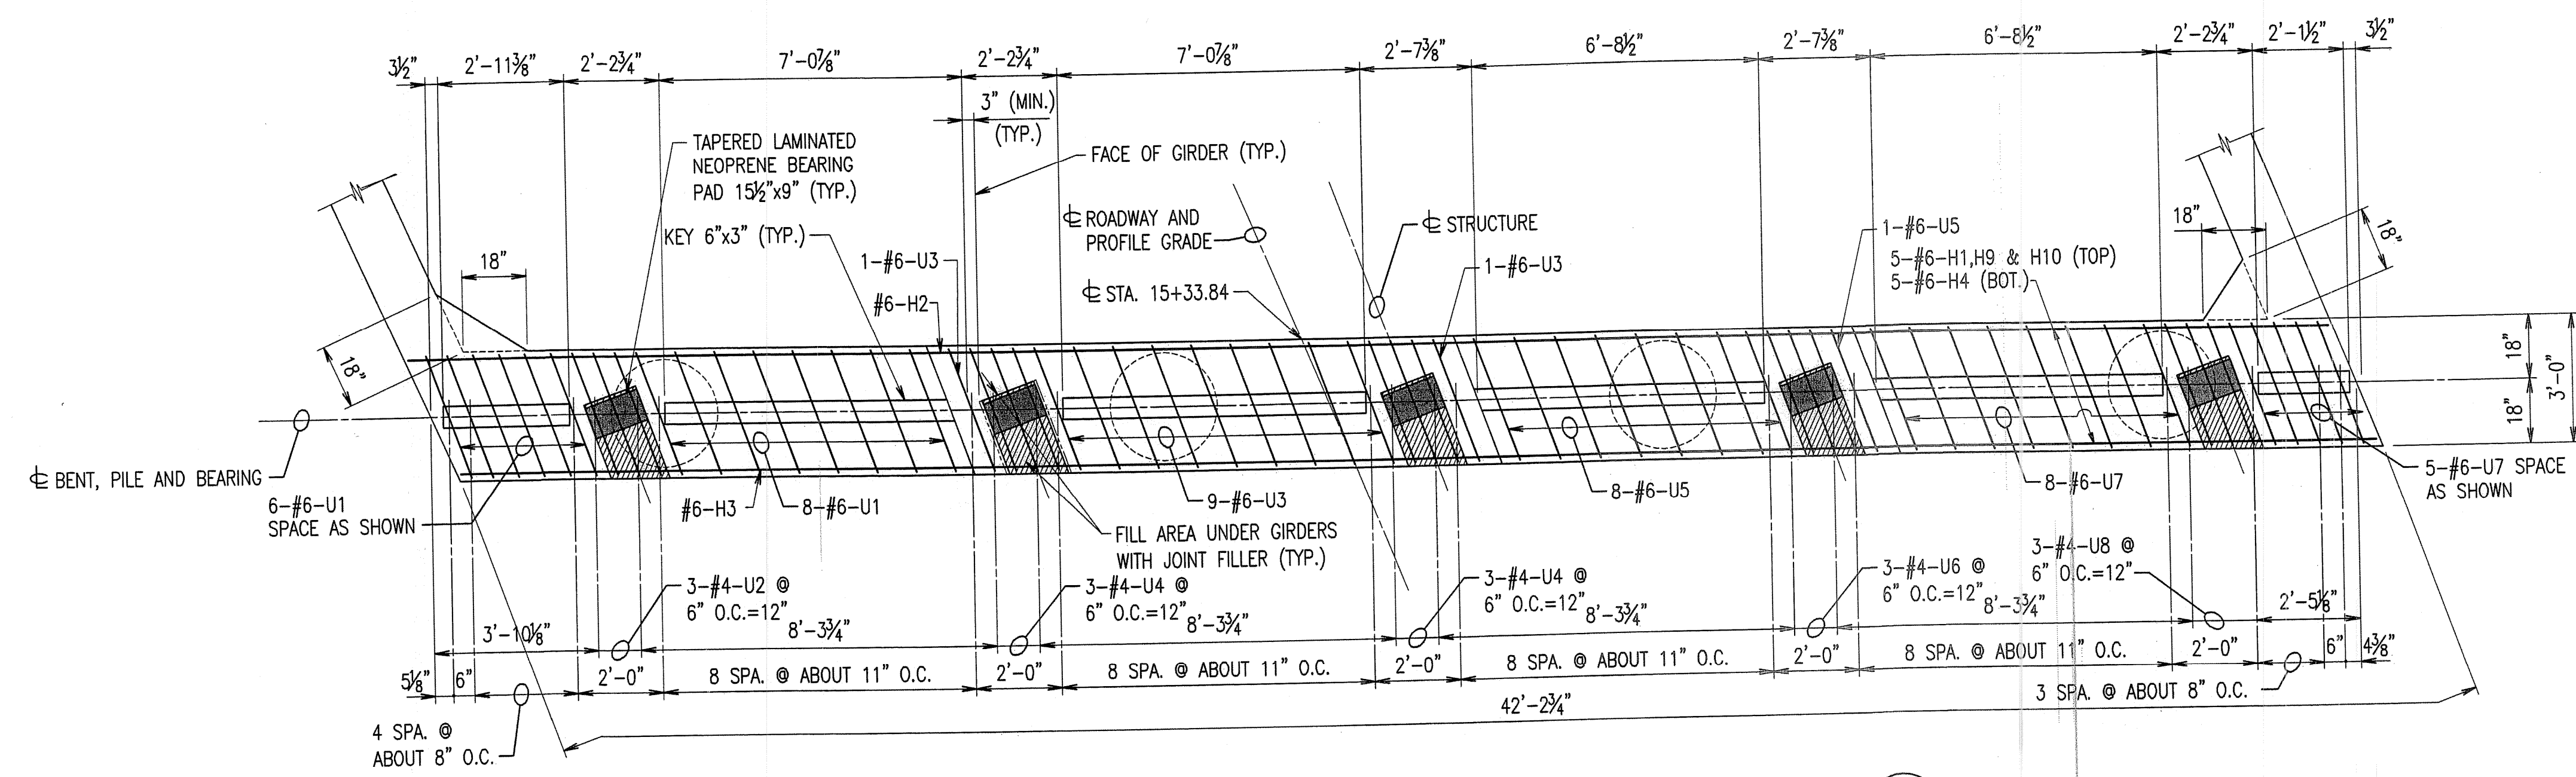 3½" 2'-11⅜" 2'-2¾" 7'-0⅞" 2'-2¾" 7'-0⅞" 2'-7⅜" 6'-8½" 2'-7⅜" 6'-8½" 2'-2¾" 2'-1½" 3½"
3" (MIN.)
(TYP.)
TAPERED LAMINATED
NEOPRENE BEARING
PAD 15½"x9" (TYP.)
FACE OF GIRDER (TYP.)
KEY 6"x3" (TYP.)
℄ ROADWAY AND
PROFILE GRADE
℄ STRUCTURE
1-#6-U5
5-#6-H1,H9 & H10 (TOP)
5-#6-H4 (BOT.)
18"
18"
18"
1-#6-U3
1-#6-U3
#6-H2
℄ STA. 15+33.84
18"
18"
18"
3'-0"
℄ BENT, PILE AND BEARING
6-#6-U1
SPACE AS SHOWN
#6-H3
8-#6-U1
9-#6-U3
8-#6-U5
8-#6-U7
5-#6-U7 SPACE
AS SHOWN
FILL AREA UNDER GIRDERS
WITH JOINT FILLER (TYP.)
3-#4-U2 @
6" O.C.=12"
3-#4-U4 @
6" O.C.=12"
3-#4-U4 @
6" O.C.=12"
3-#4-U6 @
6" O.C.=12"
3-#4-U8 @
6" O.C.=12"
3'-10⅛" 8'-3¾" 8'-3¾" 8'-3¾" 8'-3¾" 2'-5⅛"
5⅛" 6" 2'-0" 8 SPA. @ ABOUT 11" O.C. 2'-0" 8 SPA. @ ABOUT 11" O.C. 2'-0" 8 SPA. @ ABOUT 11" O.C. 2'-0" 8 SPA. @ ABOUT 11" O.C. 2'-0" 6" 4⅜"
3 SPA. @ ABOUT 8" O.C.
42'-2¾"
4 SPA. @
ABOUT 8" O.C.